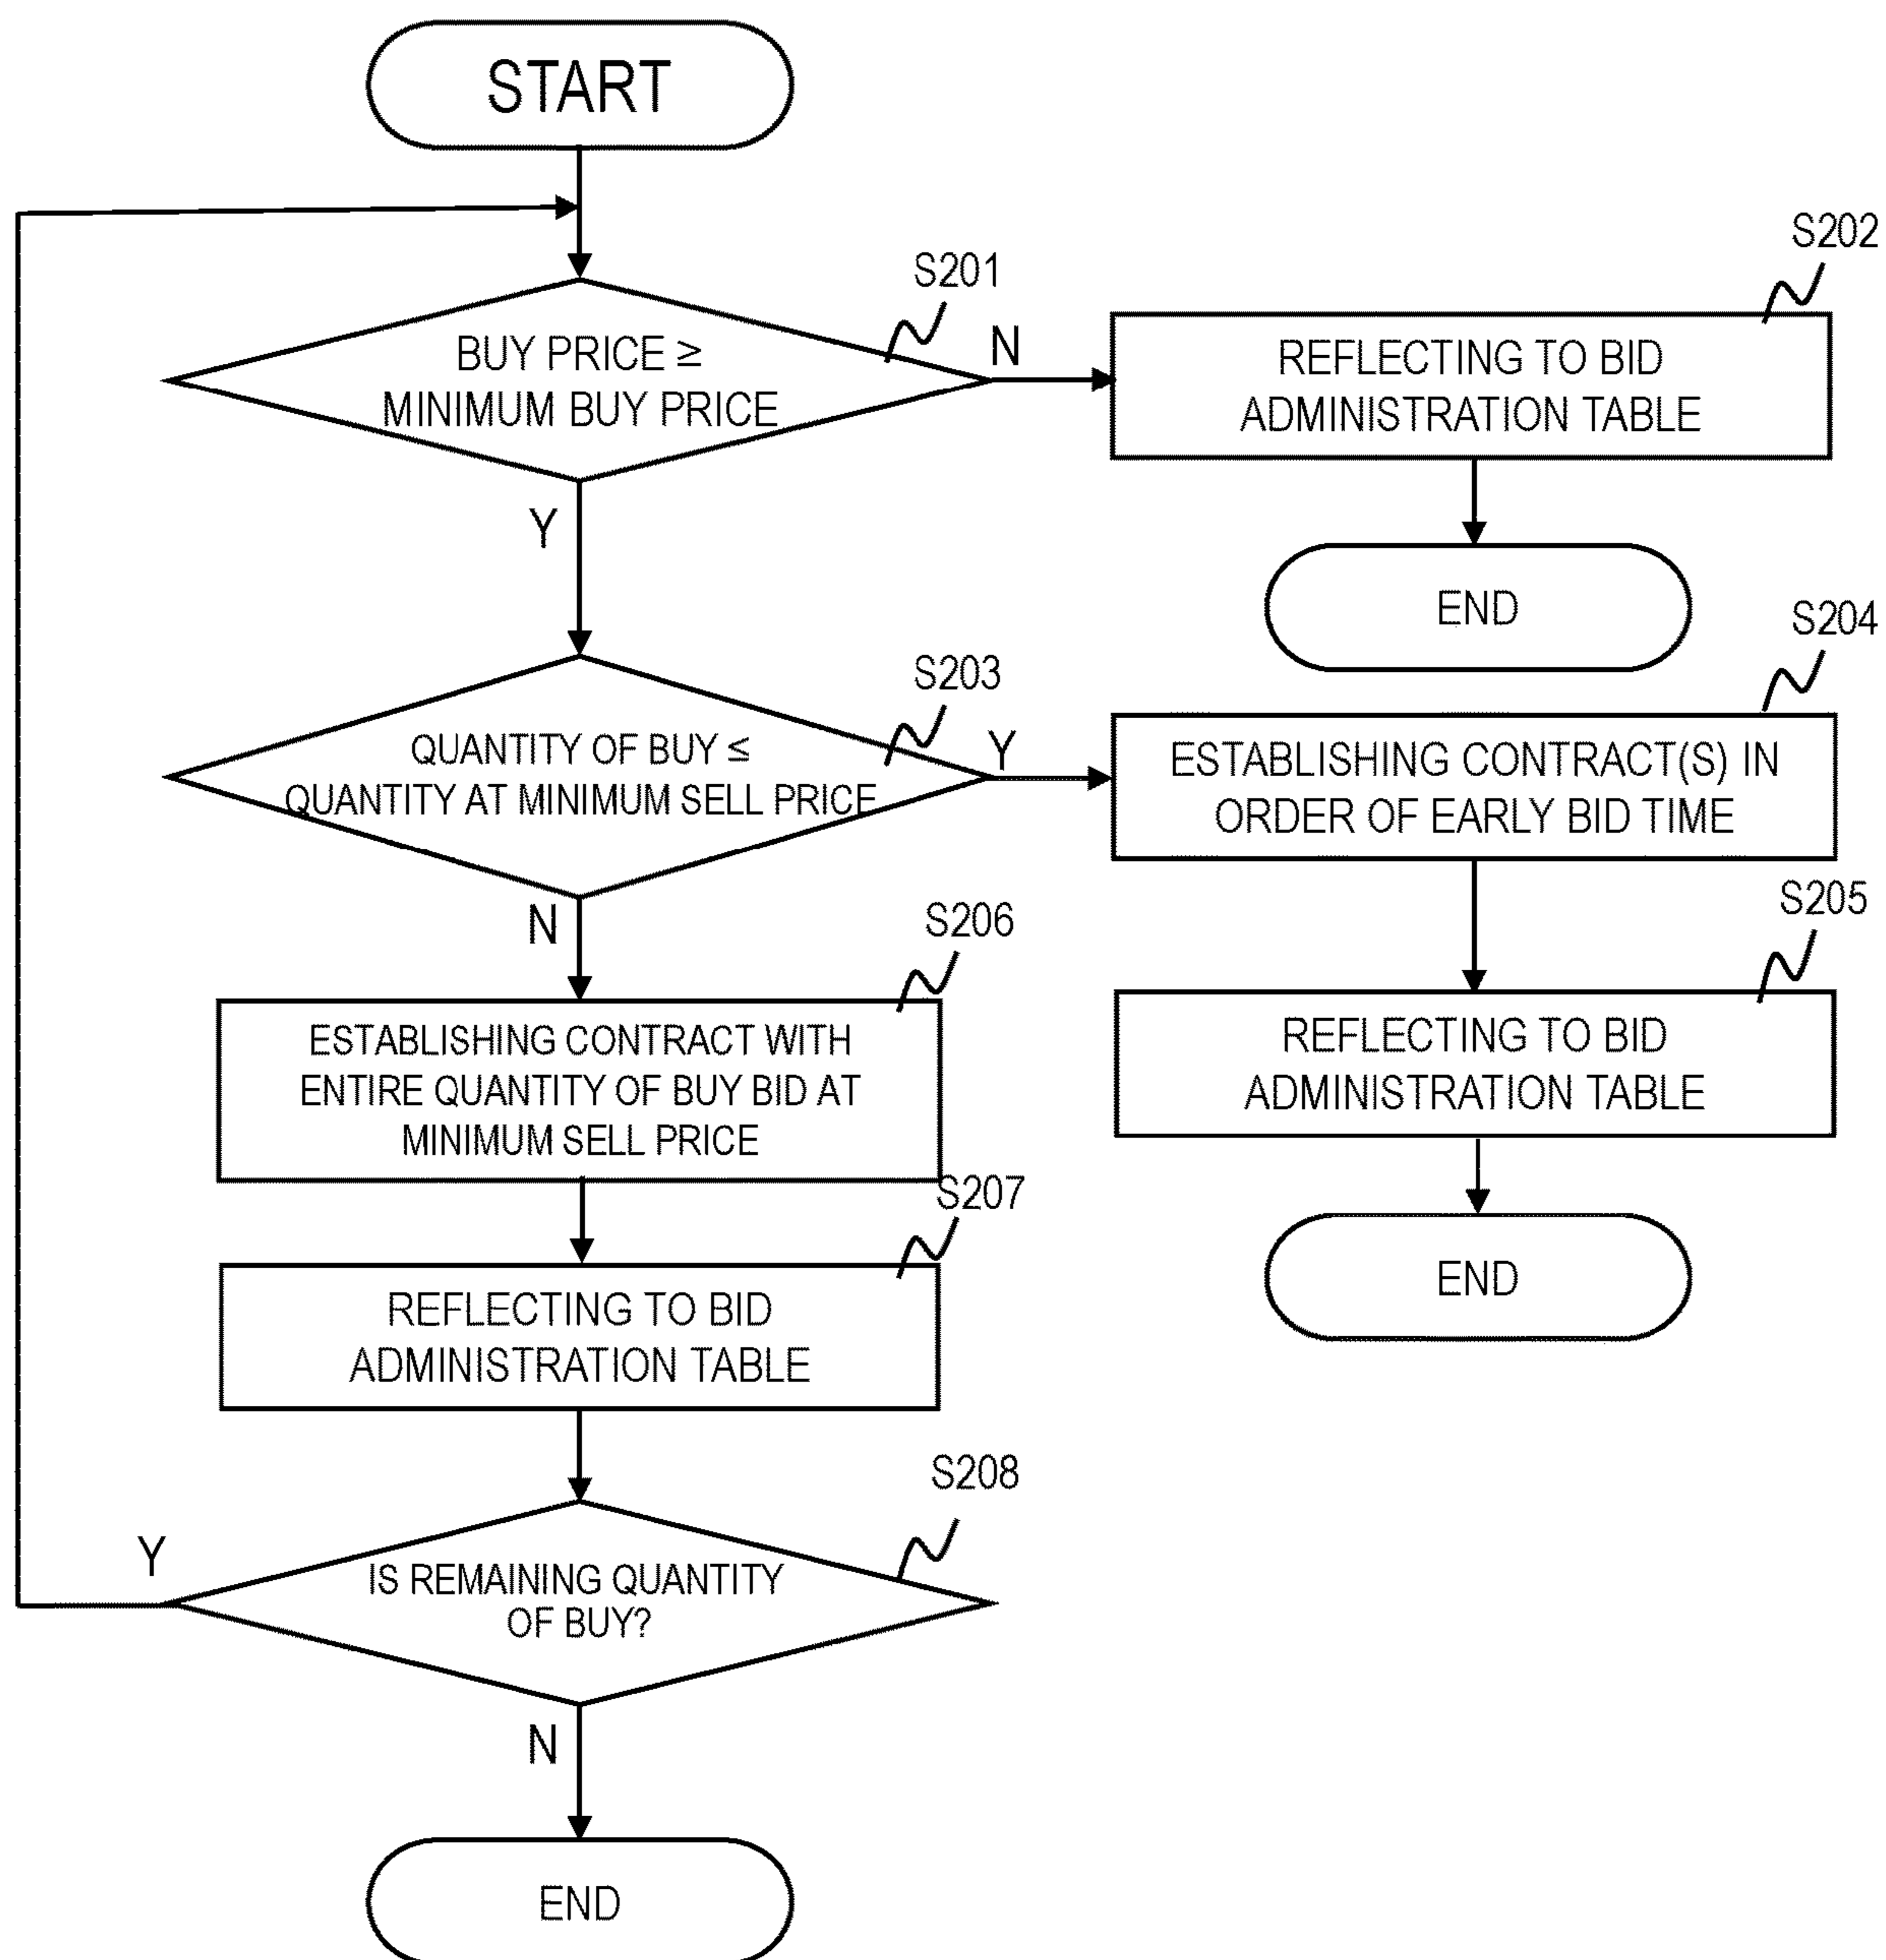 START
S201
BUY PRICE ≥
MINIMUM BUY PRICE
N
S202
REFLECTING TO BID
ADMINISTRATION TABLE
END
Y
S203
QUANTITY OF BUY ≤
QUANTITY AT MINIMUM SELL PRICE
Y
S204
ESTABLISHING CONTRACT(S) IN
ORDER OF EARLY BID TIME
S205
REFLECTING TO BID
ADMINISTRATION TABLE
END
N
S206
ESTABLISHING CONTRACT WITH
ENTIRE QUANTITY OF BUY BID AT
MINIMUM SELL PRICE
S207
REFLECTING TO BID
ADMINISTRATION TABLE
S208
Y
IS REMAINING QUANTITY
OF BUY?
N
END